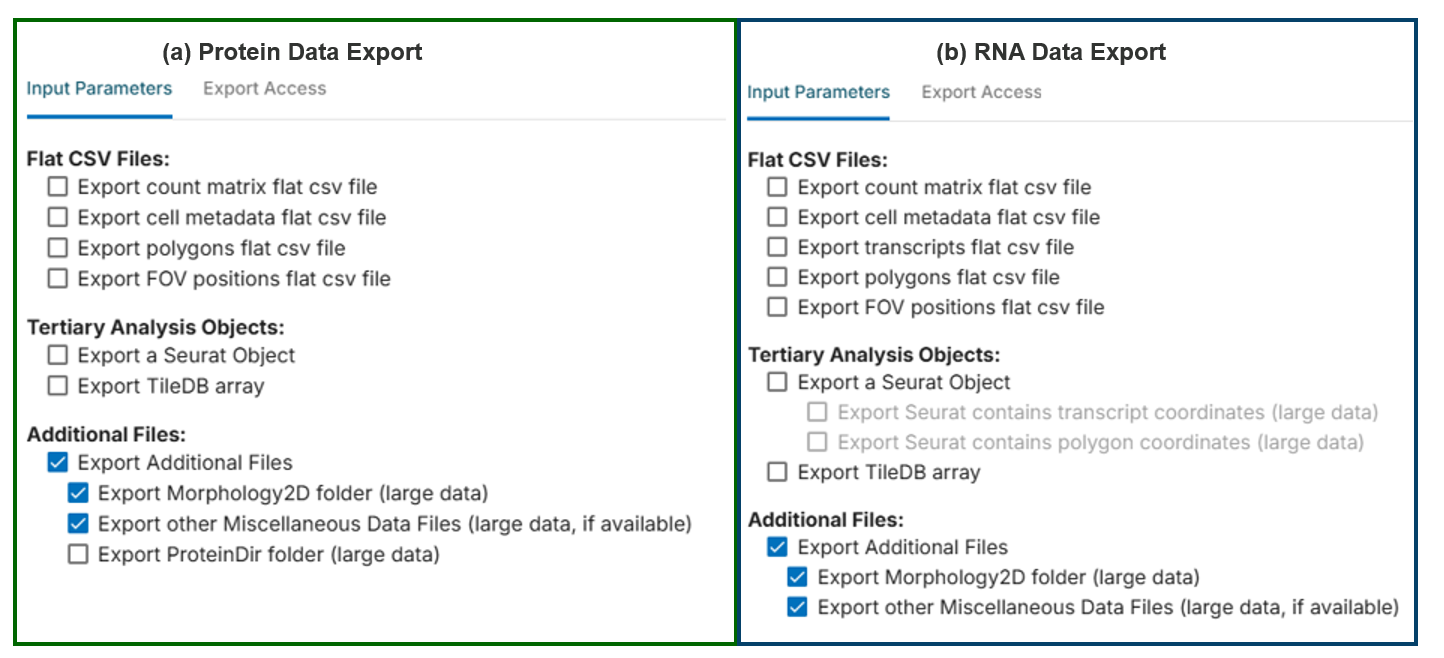 (a) Protein Data Export
Input Parameters Export Access
Flat CSV Files:
Export count matrix flat csv file
Export cell metadata flat csv file
Export polygons flat csv file
Export FOV positions flat csv file
Tertiary Analysis Objects:
Export a Seurat Object
Export TileDB array
Additional Files:
Export Additional Files
Export Morphology2D folder (large data)
Export other Miscellaneous Data Files (large data, if available)
Export ProteinDir folder (large data)
(b) RNA Data Export
Input Parameters Export Access
Flat CSV Files:
Export count matrix flat csv file
Export cell metadata flat csv file
Export transcripts flat csv file
Export polygons flat csv file
Export FOV positions flat csv file
Tertiary Analysis Objects:
Export a Seurat Object
Export Seurat contains transcript coordinates (large data)
Export Seurat contains polygon coordinates (large data)
Export TileDB array
Additional Files:
Export Additional Files
Export Morphology2D folder (large data)
Export other Miscellaneous Data Files (large data, if available)